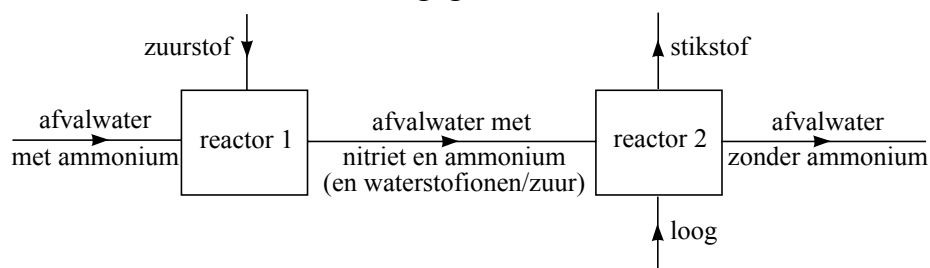 zuurstof
stikstof
afvalwater
met ammonium
reactor 1
afvalwater met
nitriet en ammonium
(en waterstofionen/zuur)
reactor 2
afvalwater
zonder ammonium
loog